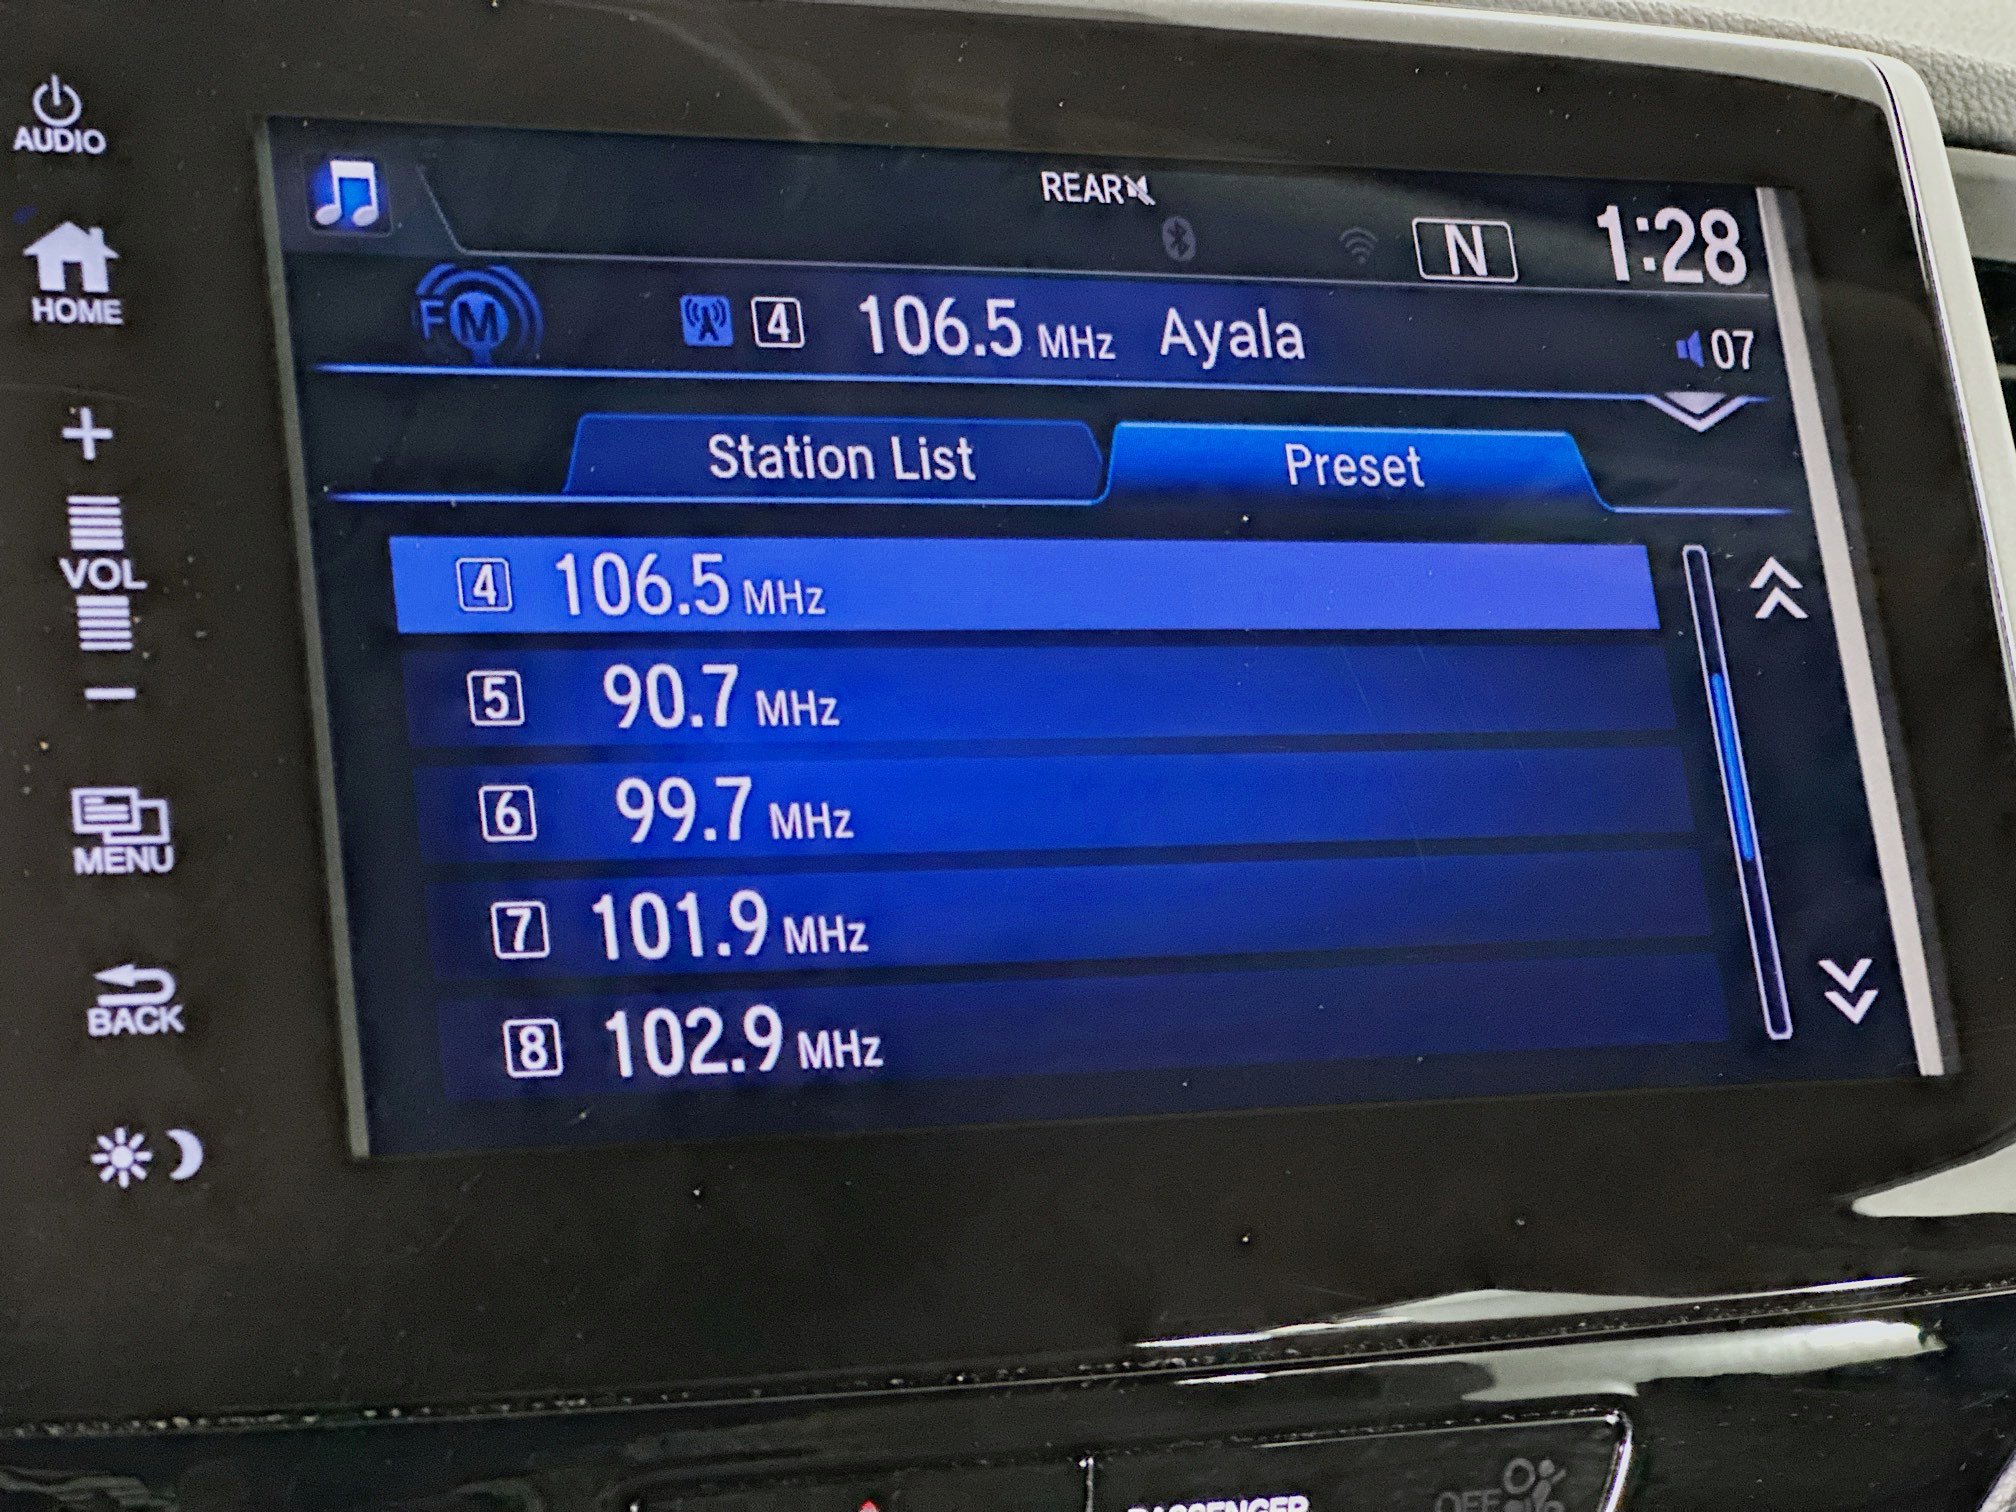 AUDIO
REAR
N
1:28
HOME
FM
4 106.5 MHz Ayala
07
+
Station List
Preset
VOL
4 106.5 MHz
5 90.7 MHz
−
6 99.7 MHz
MENU
7 101.9 MHz
BACK
8 102.9 MHz
PASSENGER
OFF